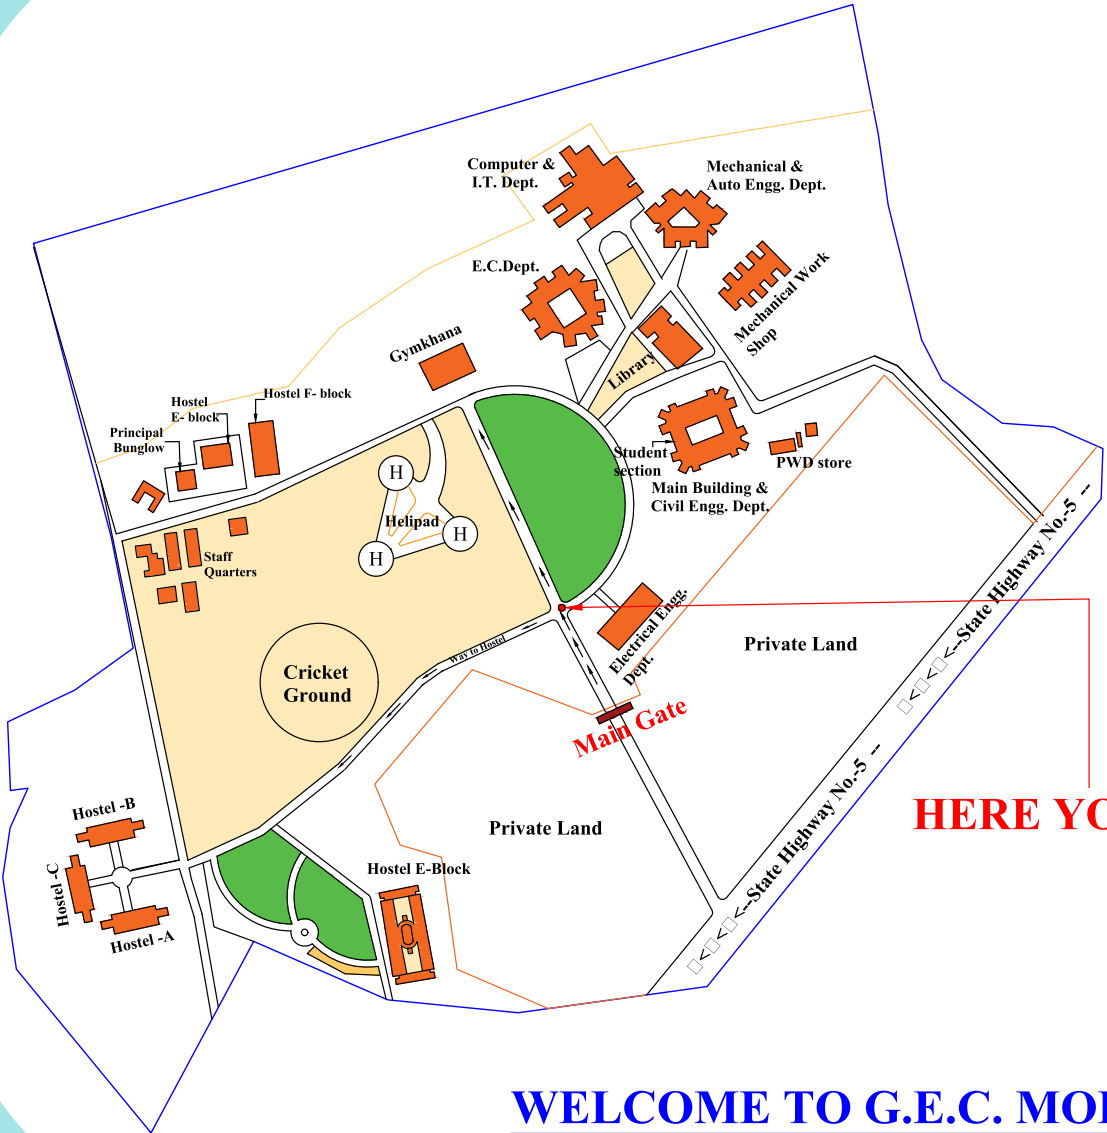 Computer &
I.T. Dept.
Mechanical &
Auto Engg. Dept.
E.C.Dept.
Mechanical Work
Shop
Gymkhana
Library
Hostel F- block
Hostel
E- block
Principal
Bunglow
Student
section
PWD store
Main Building &
Civil Engg. Dept.
H
Helipad
H
H
Staff
Quarters
State Highway No.-5
Electrical Engg.
Dept.
Way to Hostel
Private Land
Cricket
Ground
Main Gate
State Highway No.-5
HERE YO
Private Land
Hostel -B
Hostel E-Block
Hostel -C
Hostel -A
WELCOME TO G.E.C. MO